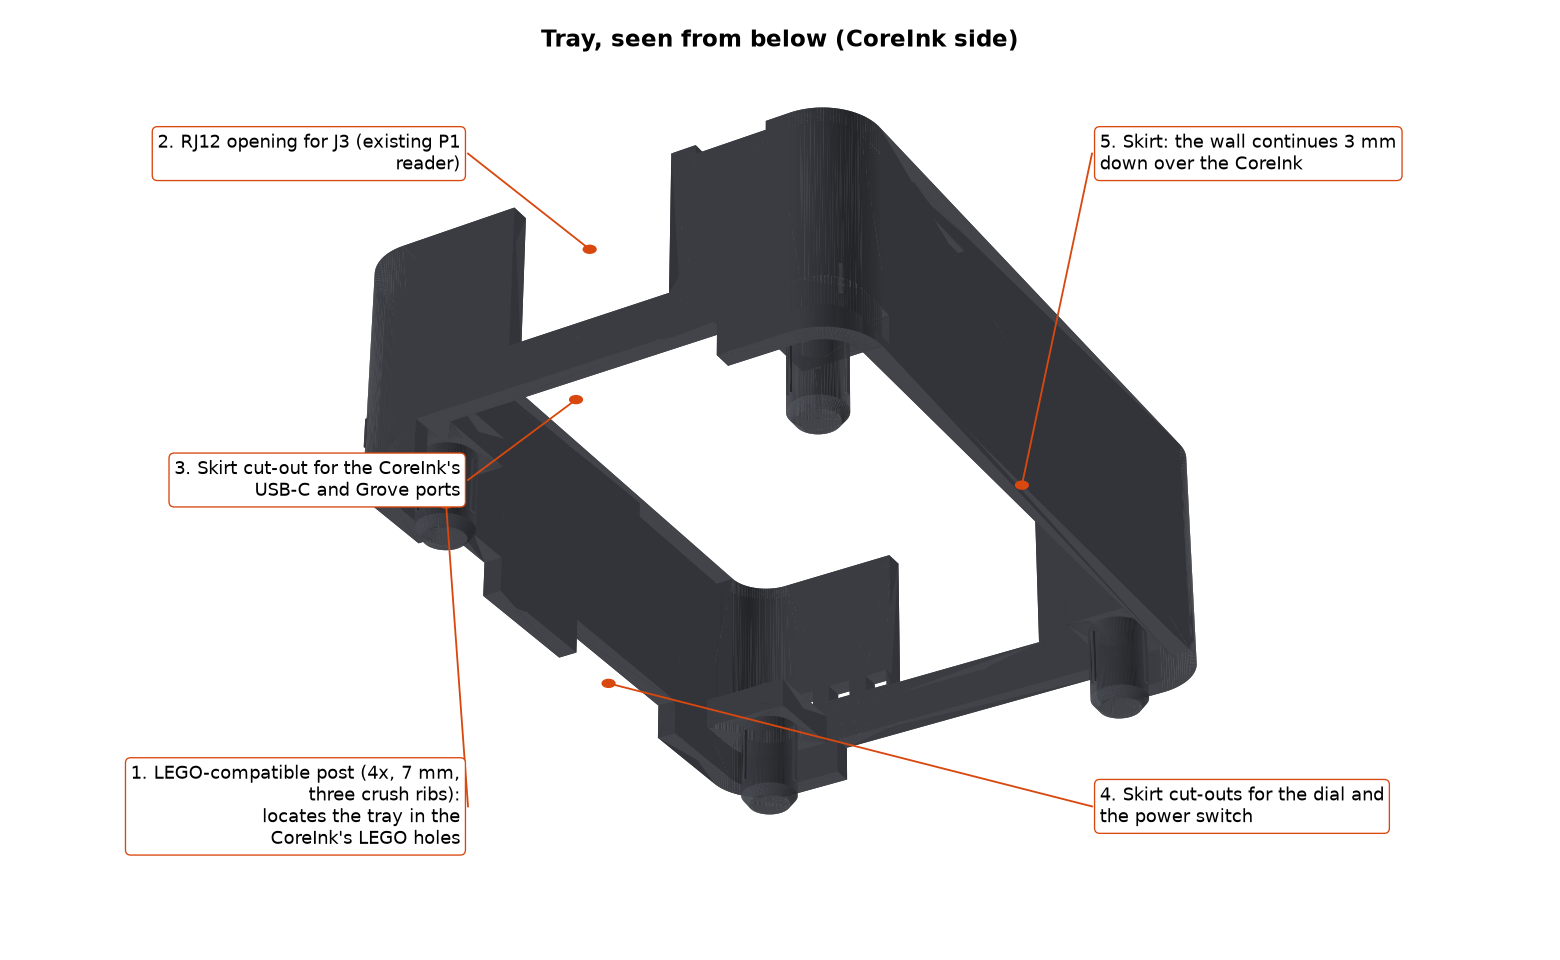 Tray, seen from below (CoreInk side)
2. RJ12 opening for J3 (existing P1
reader)
5. Skirt: the wall continues 3 mm
down over the CoreInk
3. Skirt cut-out for the CoreInk's
USB-C and Grove ports
1. LEGO-compatible post (4x, 7 mm,
three crush ribs):
locates the tray in the
CoreInk's LEGO holes
4. Skirt cut-outs for the dial and
the power switch